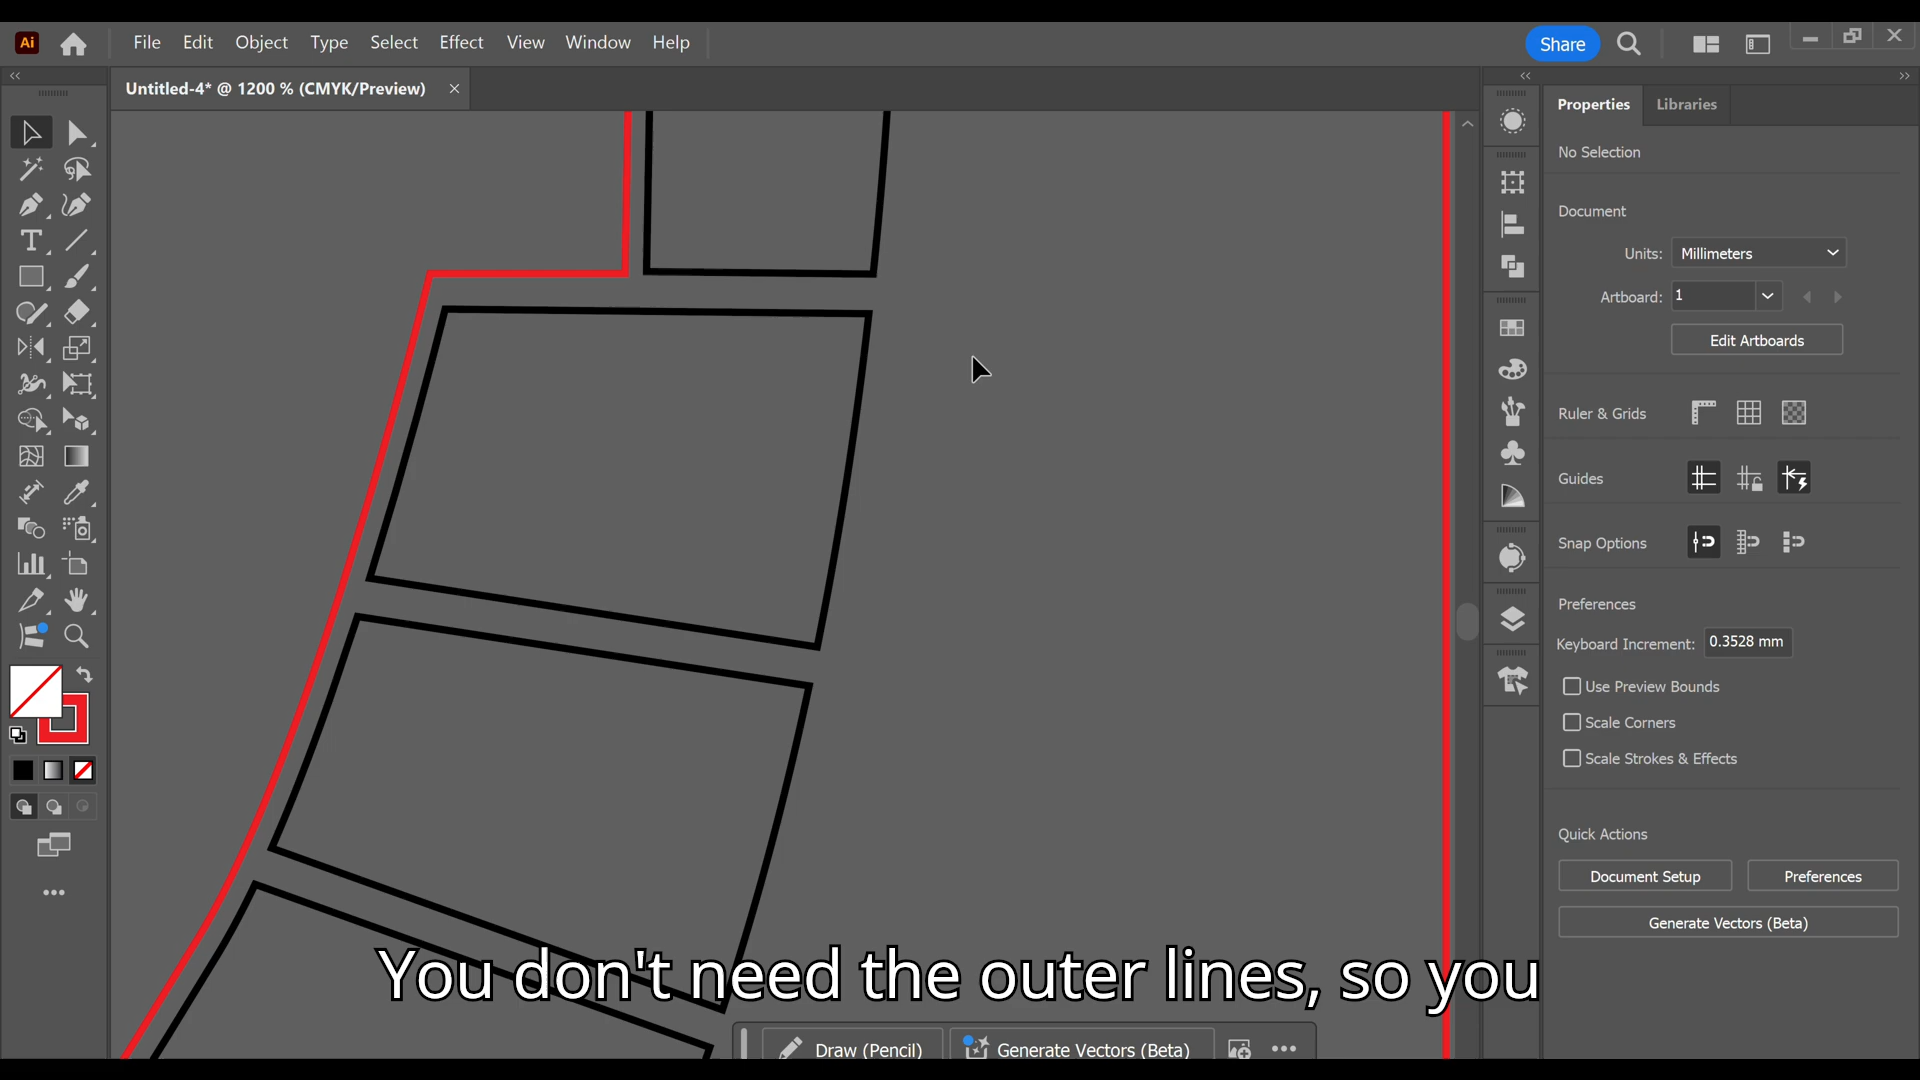 Ai
File Edit Object Type Select Effect View Window Help
Share
Untitled-4* @ 1200 % (CMYK/Preview)
Properties
Libraries
No Selection
Document
Units: Millimeters
Artboard: 1
Edit Artboards
Ruler & Grids
Guides
Snap Options
Preferences
Keyboard Increment: 0.3528 mm
Use Preview Bounds
Scale Corners
Scale Strokes & Effects
Quick Actions
Document Setup
Preferences
Generate Vectors (Beta)
You don't need the outer lines, so you
Draw (Pencil)
Generate Vectors (Beta)